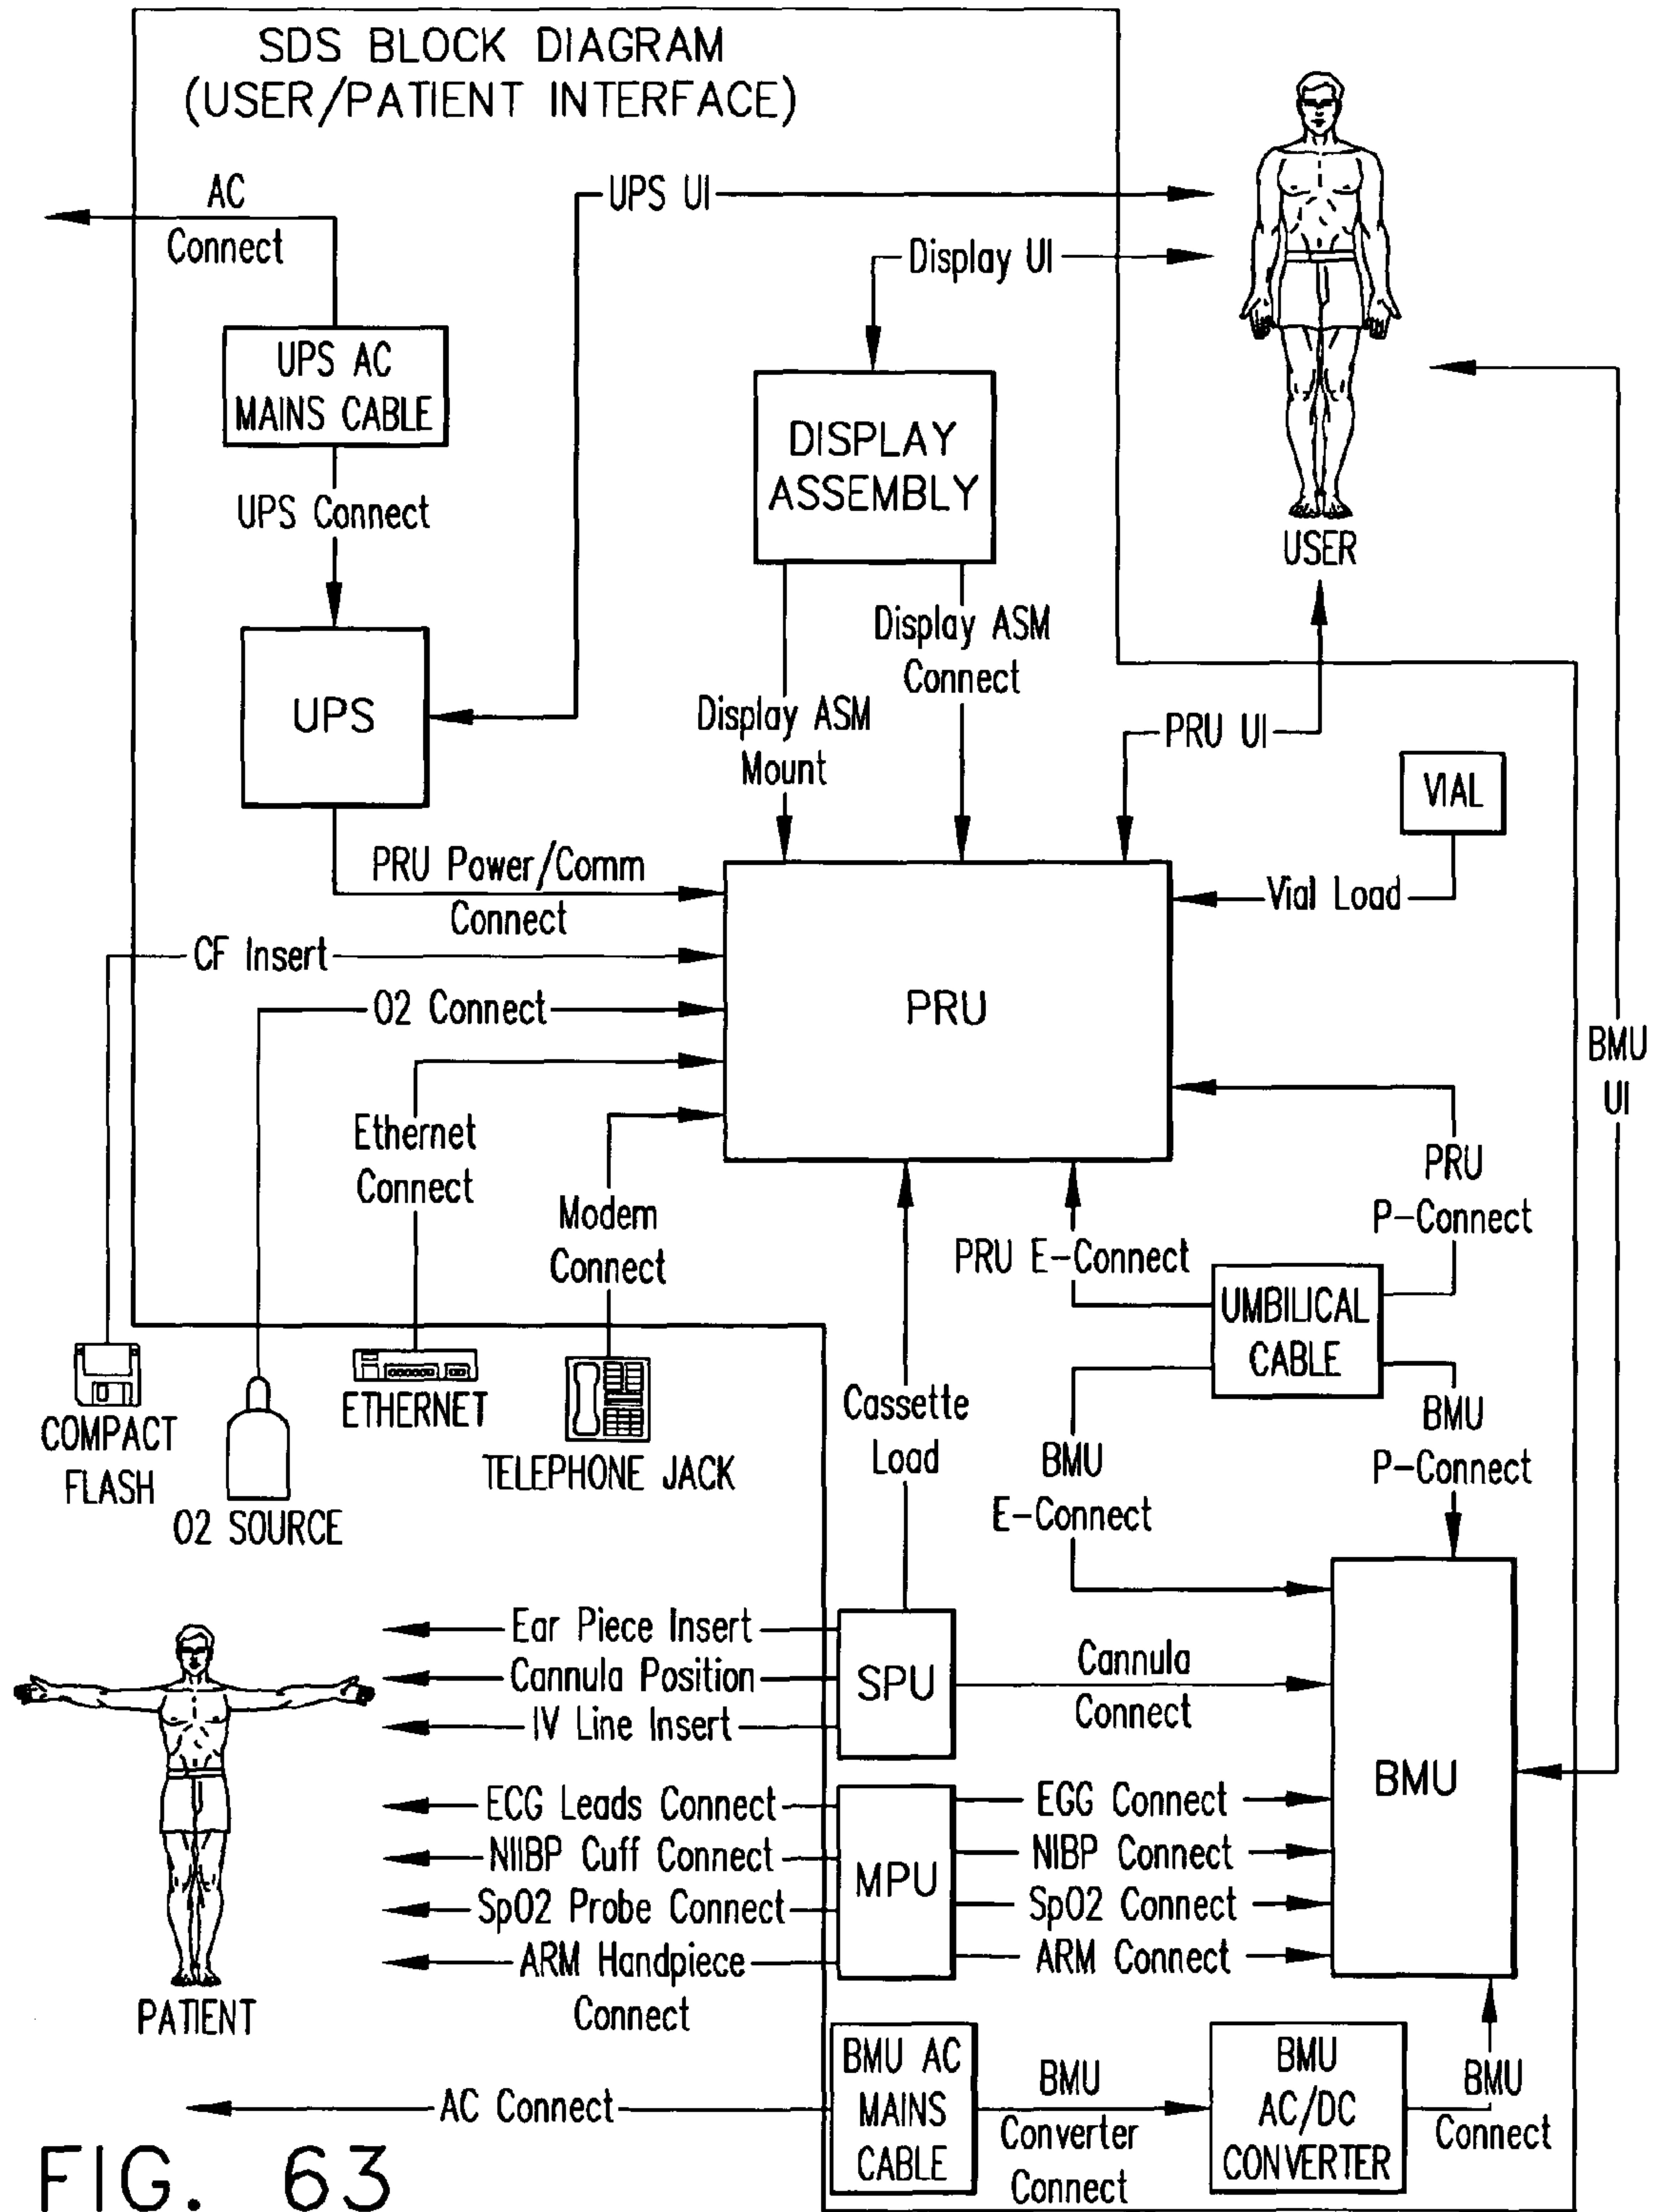 SDS BLOCK DIAGRAM
(USER/PATIENT INTERFACE)
AC
Connect
UPS UI
Display UI
UPS AC
MAINS CABLE
DISPLAY
ASSEMBLY
UPS Connect
USER
UPS
Display ASM
Connect
Display ASM
Mount
PRU UI
VIAL
PRU Power/Comm
Connect
Vial Load
CF Insert
O2 Connect
PRU
BMU
UI
Ethernet
Connect
Modem
Connect
PRU
P-Connect
PRU E-Connect
UMBILICAL
CABLE
COMPACT
FLASH
O2 SOURCE
ETHERNET
TELEPHONE JACK
Cassette
Load
BMU
E-Connect
BMU
P-Connect
Ear Piece Insert
Cannula Position
IV Line Insert
SPU
Cannula
Connect
BMU
ECG Leads Connect
NIIBP Cuff Connect
SpO2 Probe Connect
ARM Handpiece
Connect
MPU
EGG Connect
NIBP Connect
SpO2 Connect
ARM Connect
PATIENT
AC Connect
BMU AC
MAINS
CABLE
BMU
Converter
Connect
BMU
AC/DC
CONVERTER
BMU
Connect
FIG. 63